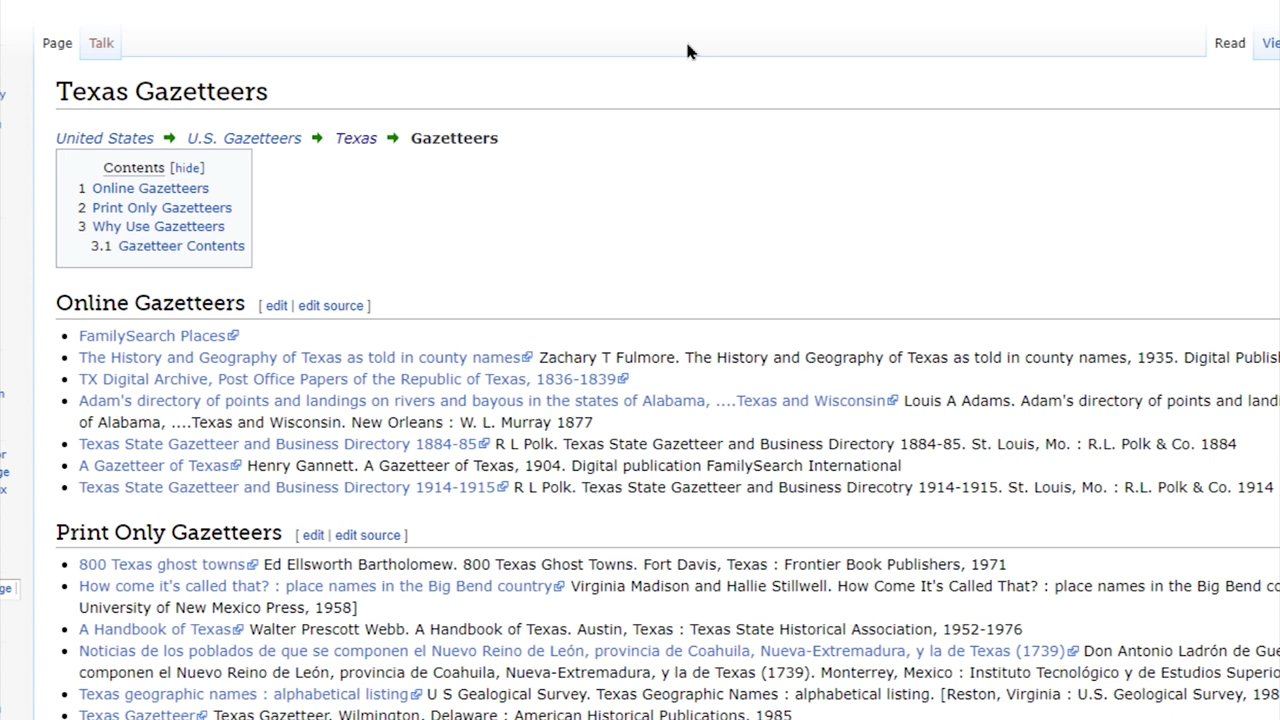 Page Talk Read
Texas Gazetteers
United States U.S. Gazetteers Texas Gazetteers
Contents [hide]
1 Online Gazetteers
2 Print Only Gazetteers
3 Why Use Gazetteers
3.1 Gazetteer Contents
Online Gazetteers [ edit | edit source ]
FamilySearch Places
The History and Geography of Texas as told in county names Zachary T Fulmore. The History and Geography of Texas as told in county names, 1935. Digital
TX Digital Archive, Post Office Papers of the Republic of Texas, 1836-1839
Adam's directory of points and landings on rivers and bayous in the states of Alabama, ....Texas and Wisconsin Louis A Adams. Adam's directory of points and
of Alabama, ....Texas and Wisconsin. New Orleans : W. L. Murray 1877
Texas State Gazetteer and Business Directory 1884-85 R L Polk. Texas State Gazetteer and Business Directory 1884-85. St. Louis, Mo. : R.L. Polk & Co. 1884
A Gazetteer of Texas Henry Gannett. A Gazetteer of Texas, 1904. Digital publication FamilySearch International
Texas State Gazetteer and Business Directory 1914-1915 R L Polk. Texas State Gazetteer and Business Direcotry 1914-1915. St. Louis, Mo. : R.L. Polk & Co. 1914
Print Only Gazetteers [ edit | edit source ]
800 Texas ghost towns Ed Ellsworth Bartholomew. 800 Texas Ghost Towns. Fort Davis, Texas : Frontier Book Publishers, 1971
How come it's called that? : place names in the Big Bend country Virginia Madison and Hallie Stillwell. How Come It's Called That? : place names in the Big Bend
University of New Mexico Press, 1958]
A Handbook of Texas Walter Prescott Webb. A Handbook of Texas. Austin, Texas : Texas State Historical Association, 1952-1976
Noticias de los poblados de que se componen el Nuevo Reino de León, provincia de Coahuila, Nueva-Extremadura, y la de Texas (1739) Don Antonio Ladrón de
componen el Nuevo Reino de León, provincia de Coahuila, Nueva-Extremadura, y la de Texas (1739). Monterrey, Mexico : Instituto Tecnológico y de Estudios
Texas geographic names : alphabetical listing U S Gealogical Survey. Texas Geographic Names : alphabetical listing. [Reston, Virginia : U.S. Geological Survey,
Texas Gazetteer Texas Gazetteer. Wilmington, Delaware : American Historical Publications, 1985